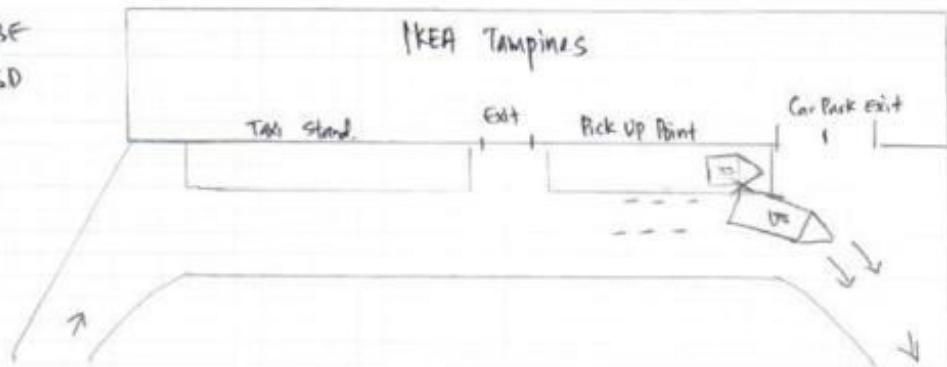 IKEA Tampines
Taxi Stand.
Exit
Pick Up Point
Car Park Exit